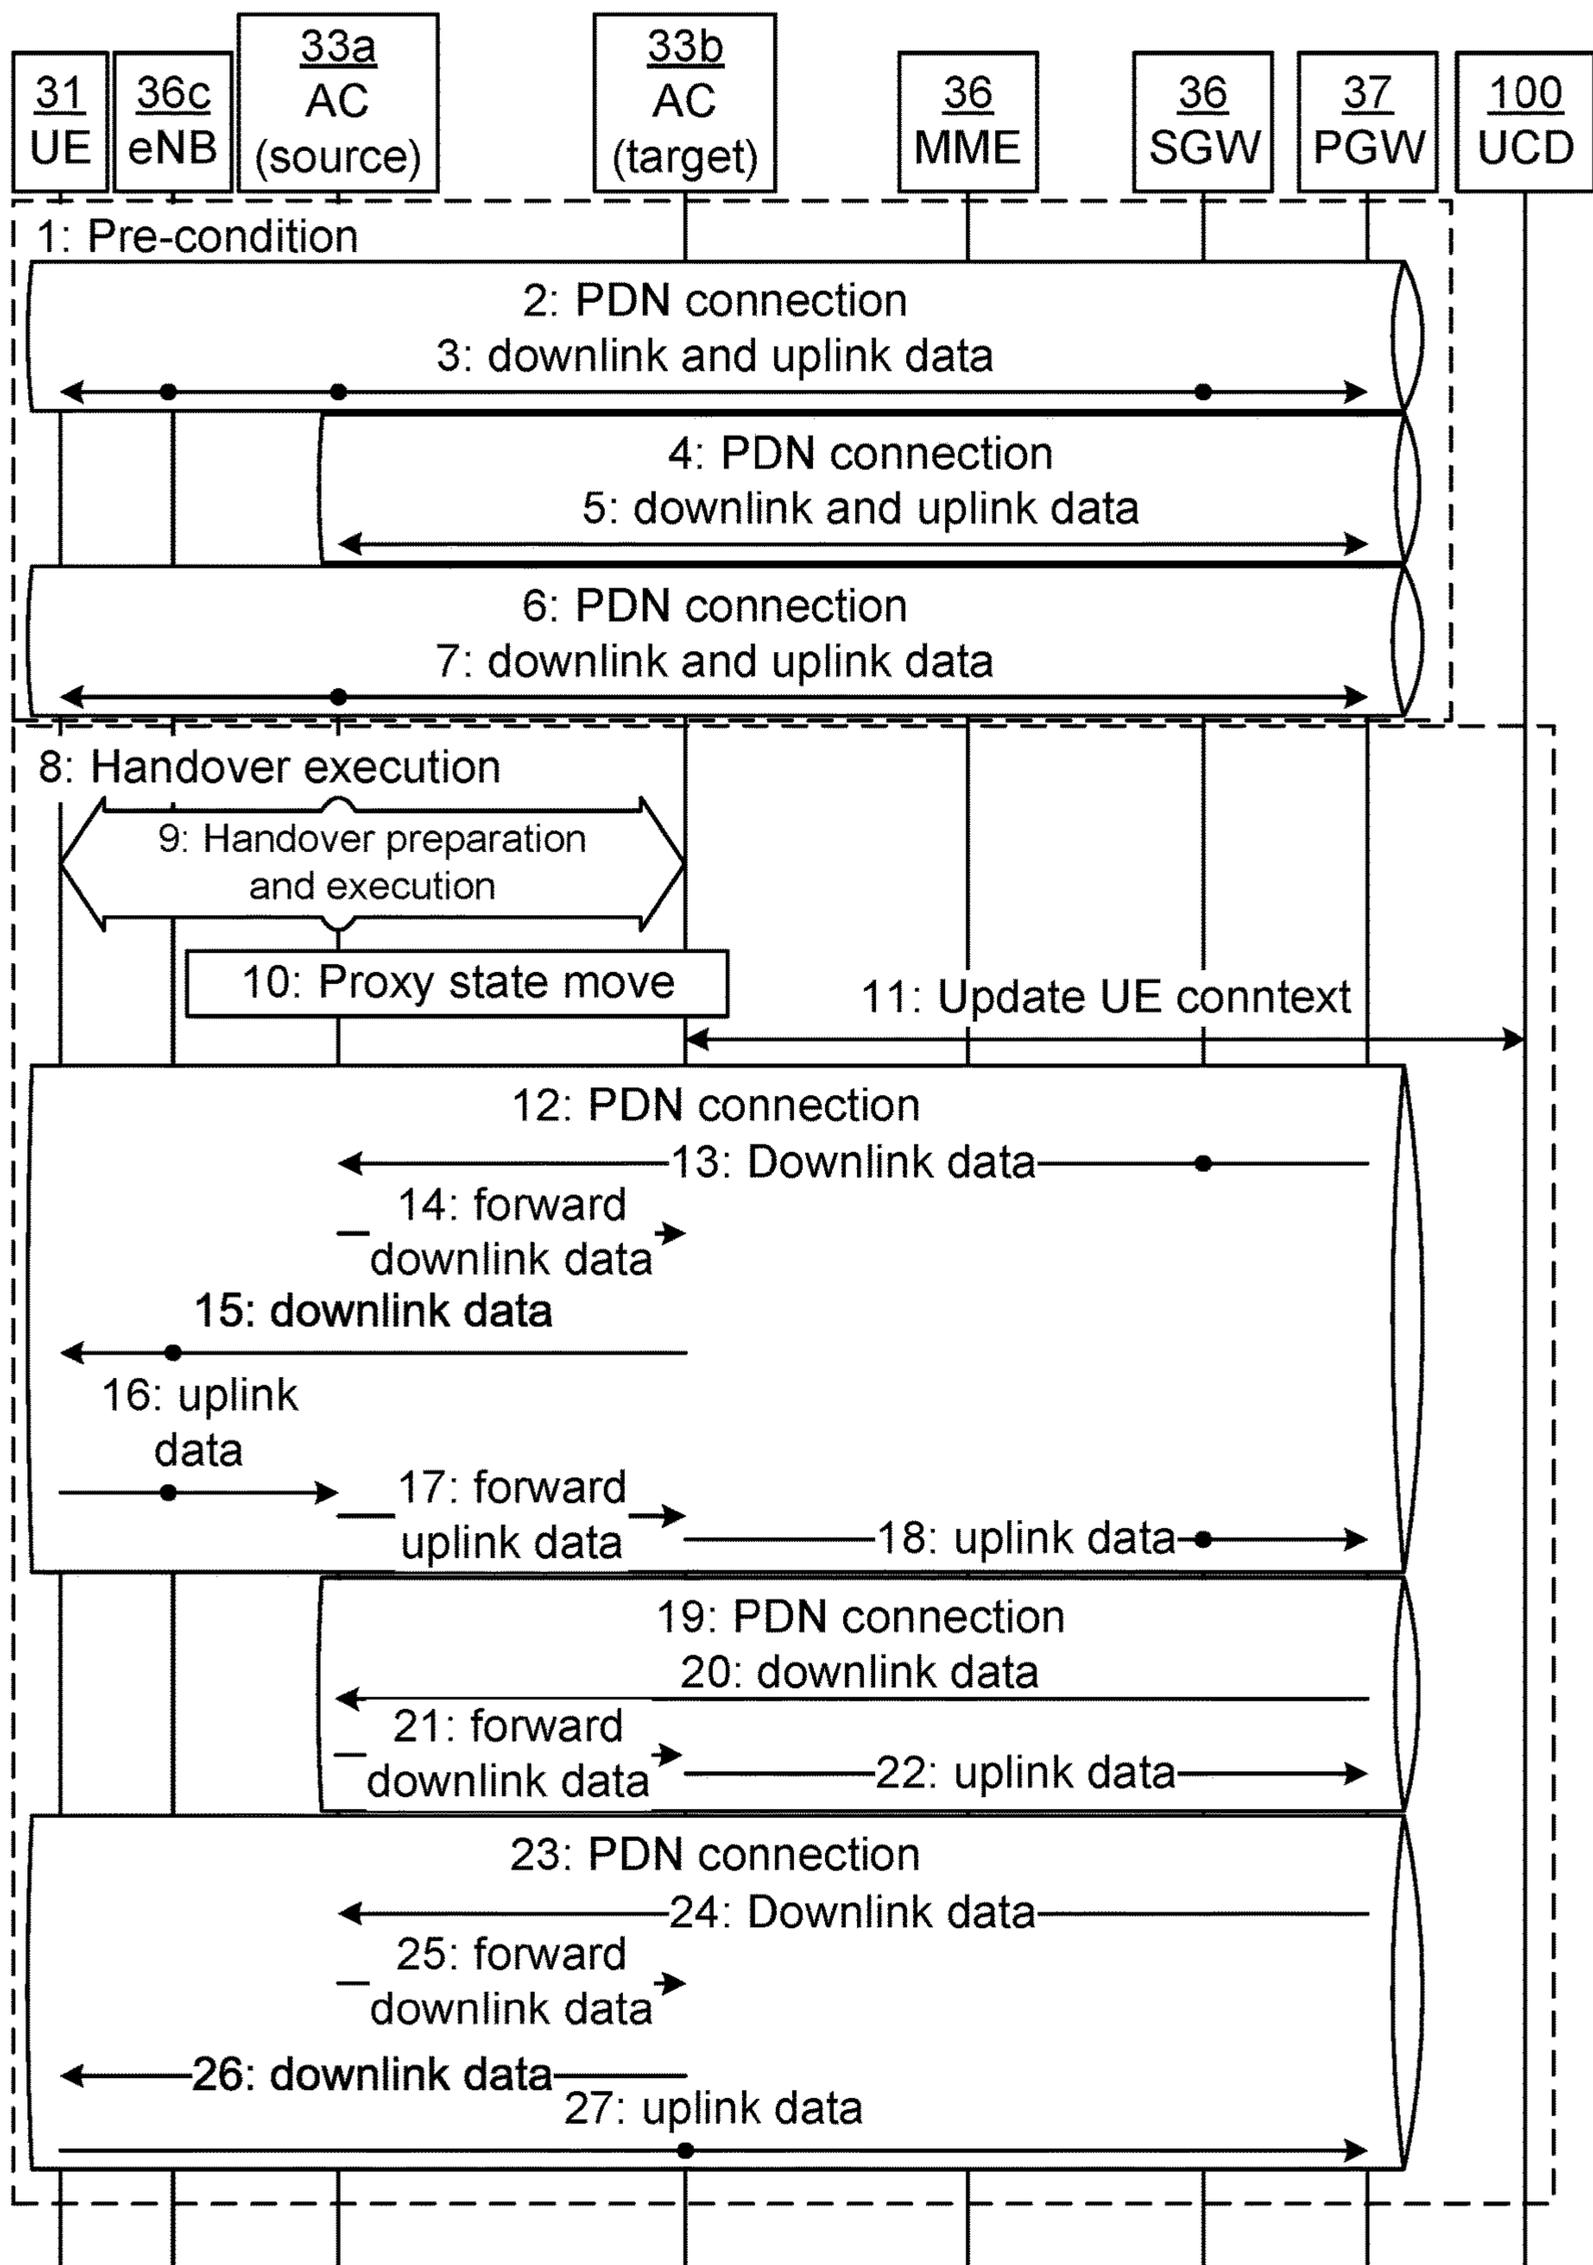 31
UE
36c
eNB
33a
AC
(source)
33b
AC
(target)
36
MME
36
SGW
37
PGW
100
UCD
1: Pre-condition
2: PDN connection
3: downlink and uplink data
4: PDN connection
5: downlink and uplink data
6: PDN connection
7: downlink and uplink data
8: Handover execution
9: Handover preparation
and execution
10: Proxy state move
11: Update UE conntext
12: PDN connection
13: Downlink data
14: forward
downlink data
15: downlink data
16: uplink
data
17: forward
uplink data
18: uplink data
19: PDN connection
20: downlink data
21: forward
downlink data
22: uplink data
23: PDN connection
24: Downlink data
25: forward
downlink data
26: downlink data
27: uplink data